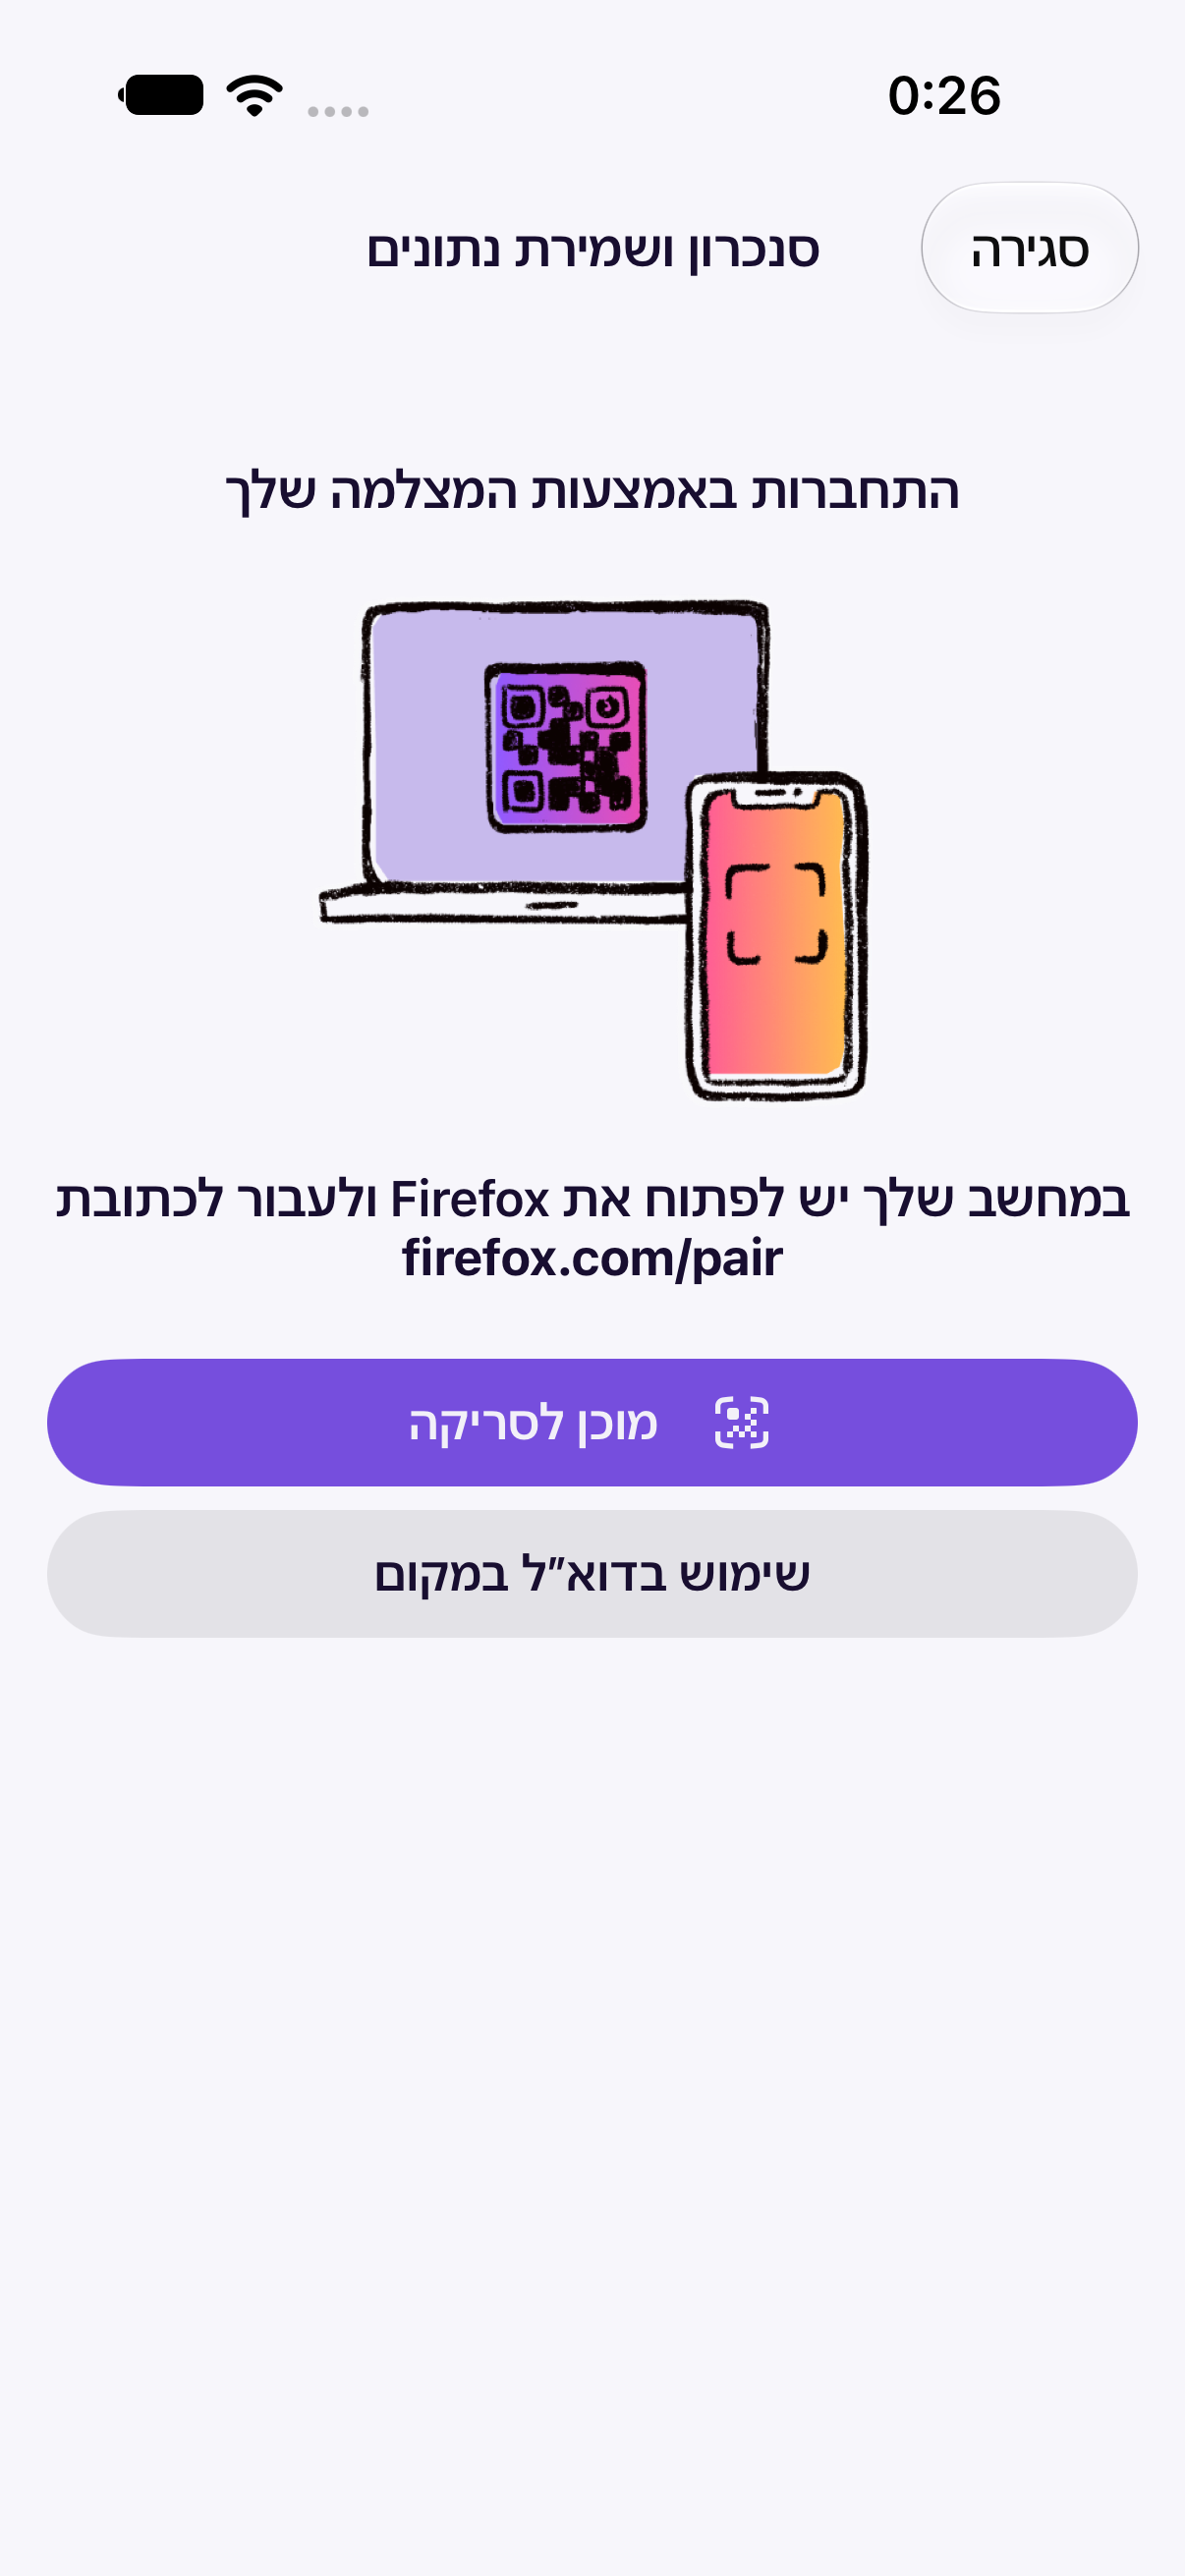 0:26
סגירה
סנכרון ושמירת נתונים
התחברות באמצעות המצלמה שלך
במחשב שלך יש לפתוח את Firefox ולעבור לכתובת
firefox.com/pair
מוכן לסריקה
שימוש בדוא״ל במקום